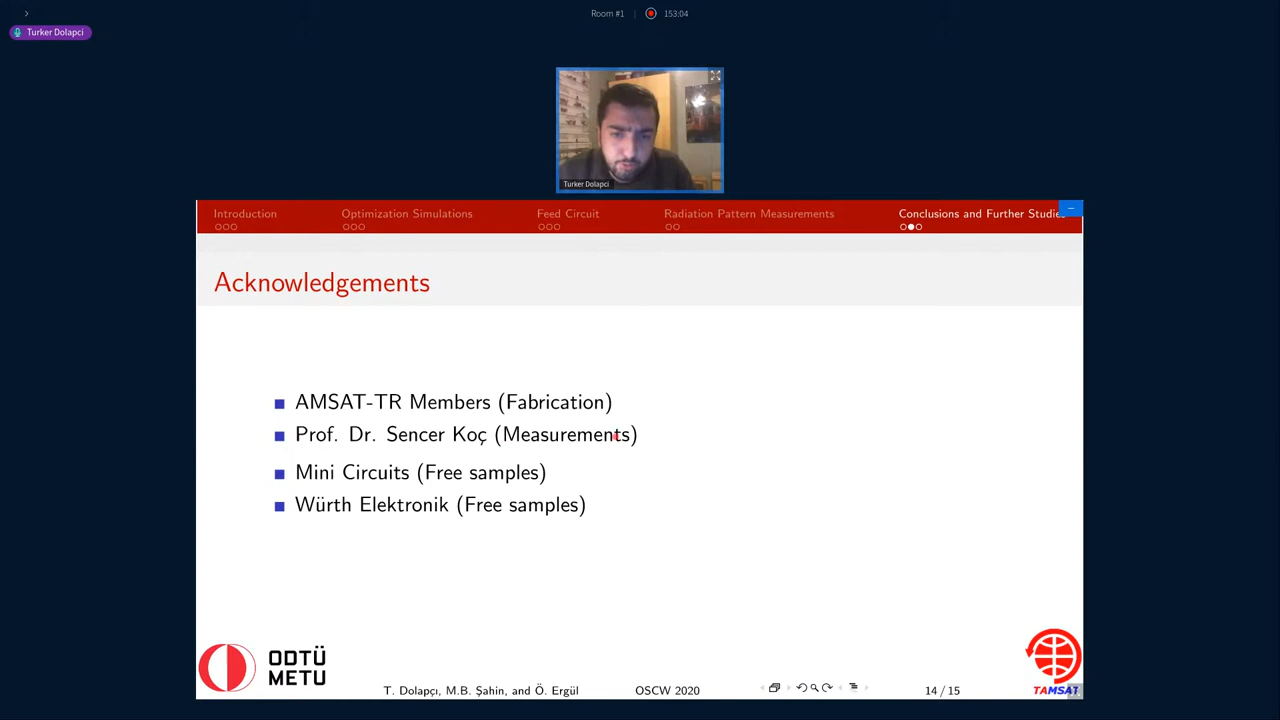 Room #1
153:04
Turker Dolapci
Turker Dolapci
Introduction
Optimization Simulations
Feed Circuit
Radiation Pattern Measurements
Conclusions and Further Studies
Acknowledgements
AMSAT-TR Members (Fabrication)
Prof. Dr. Sencer Koç (Measurements)
Mini Circuits (Free samples)
Würth Elektronik (Free samples)
ODTÜ
METU
TAMSAT
T. Dolapçı, M.B. Şahin, and Ö. Ergül
OSCW 2020
14 / 15